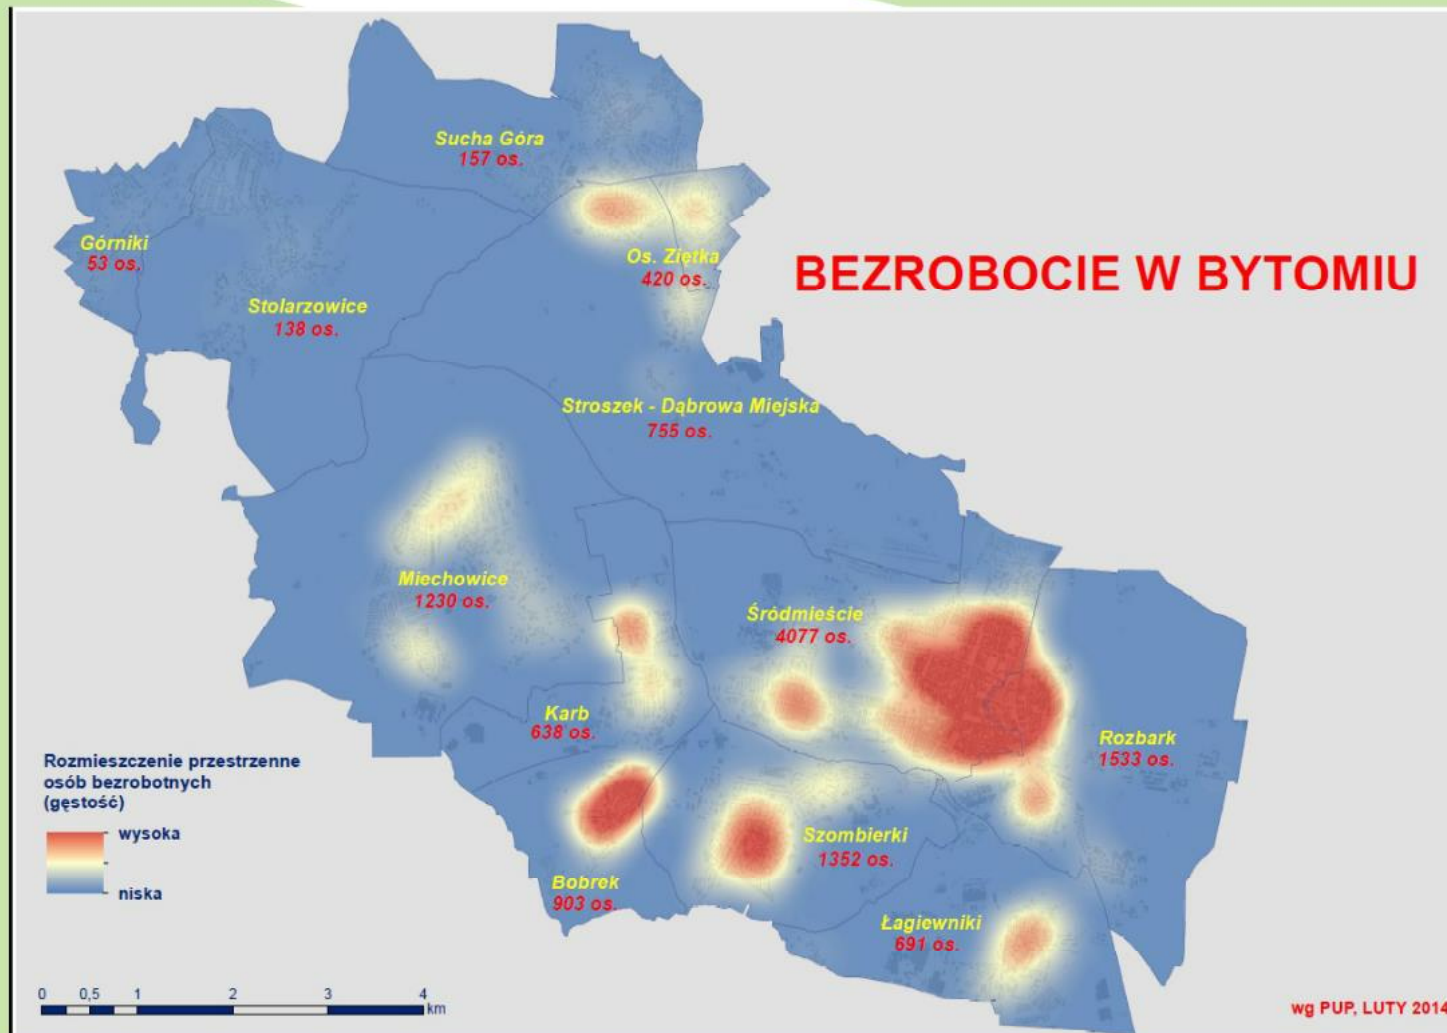 Sucha Góra
157 os.
Górniki
53 os.
Os. Ziętka
420 os.
BEZROBOCIE W BYTOMIU
Stolarzowice
138 os.
Stroszek - Dąbrowa Miejska
755 os.
Miechowice
1230 os.
Śródmieście
4077 os.
Karb
638 os.
Rozbark
1533 os.
Rozmieszczenie przestrzenne
osób bezrobotnych
(gęstość)
wysoka
niska
Szombierki
1352 os.
Bobrek
903 os.
Łagiewniki
691 os.
0 0,5 1 2 3 4
km
wg PUP, LUTY 2014